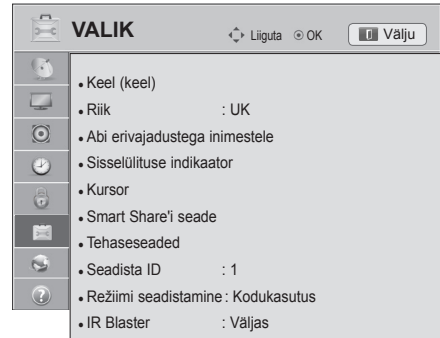 VALIK Liiguta OK Välju
• Keel (keel)
• Riik : UK
• Abi erivajadustega inimestele
• Sisselülituse indikaator
• Kursor
• Smart Share'i seade
• Tehaseseaded
• Seadista ID : 1
• Režiimi seadistamine : Kodukasutus
• IR Blaster : Väljas